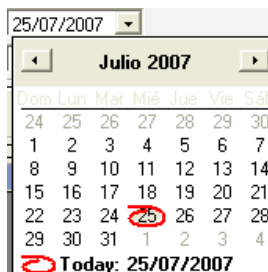 25/07/2007
Julio 2007
Dom Lun Mar Mié Jue Vie Sáb
24 25 26 27 28 29 30
1 2 3 4 5 6 7
8 9 10 11 12 13 14
15 16 17 18 19 20 21
22 23 24 25 26 27 28
29 30 31 1 2 3 4
Today: 25/07/2007